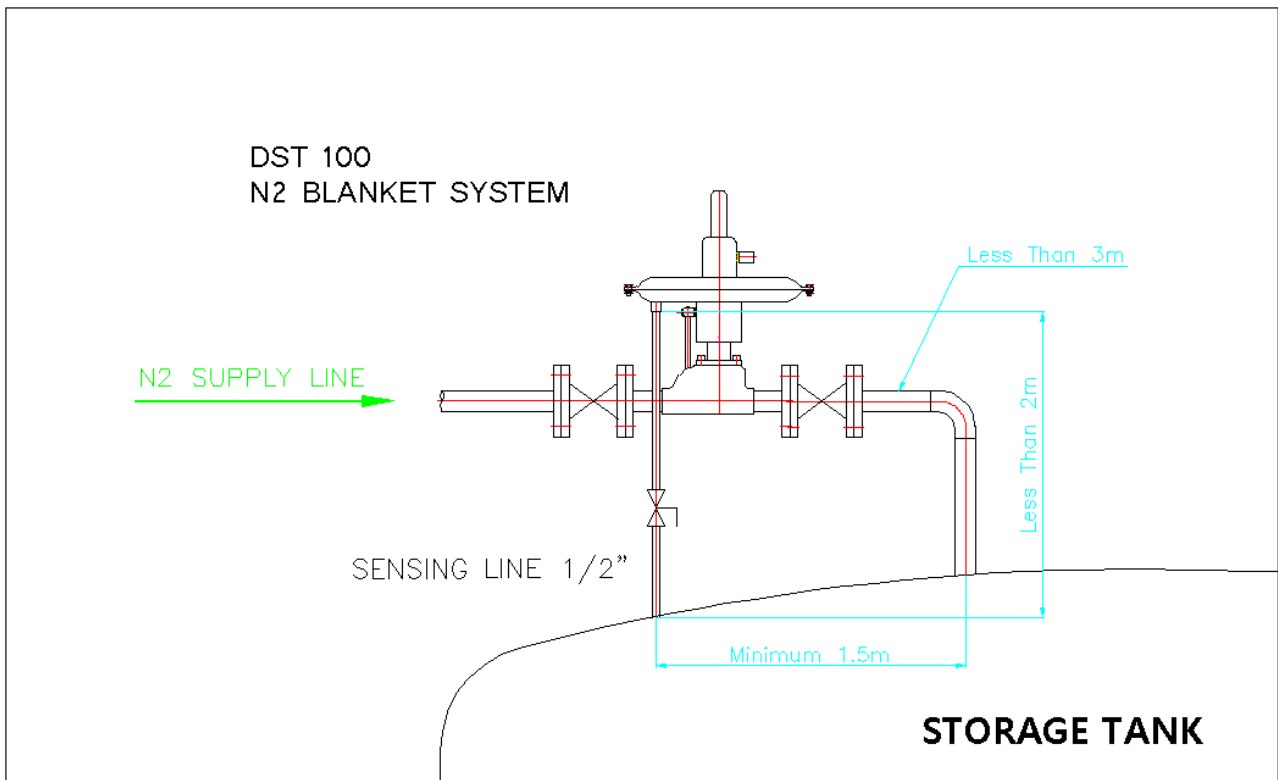 DST 100
N2 BLANKET SYSTEM
Less Than 3m
N2 SUPPLY LINE
Less Than 2m
SENSING LINE 1/2”
Minimum 1.5m
STORAGE TANK